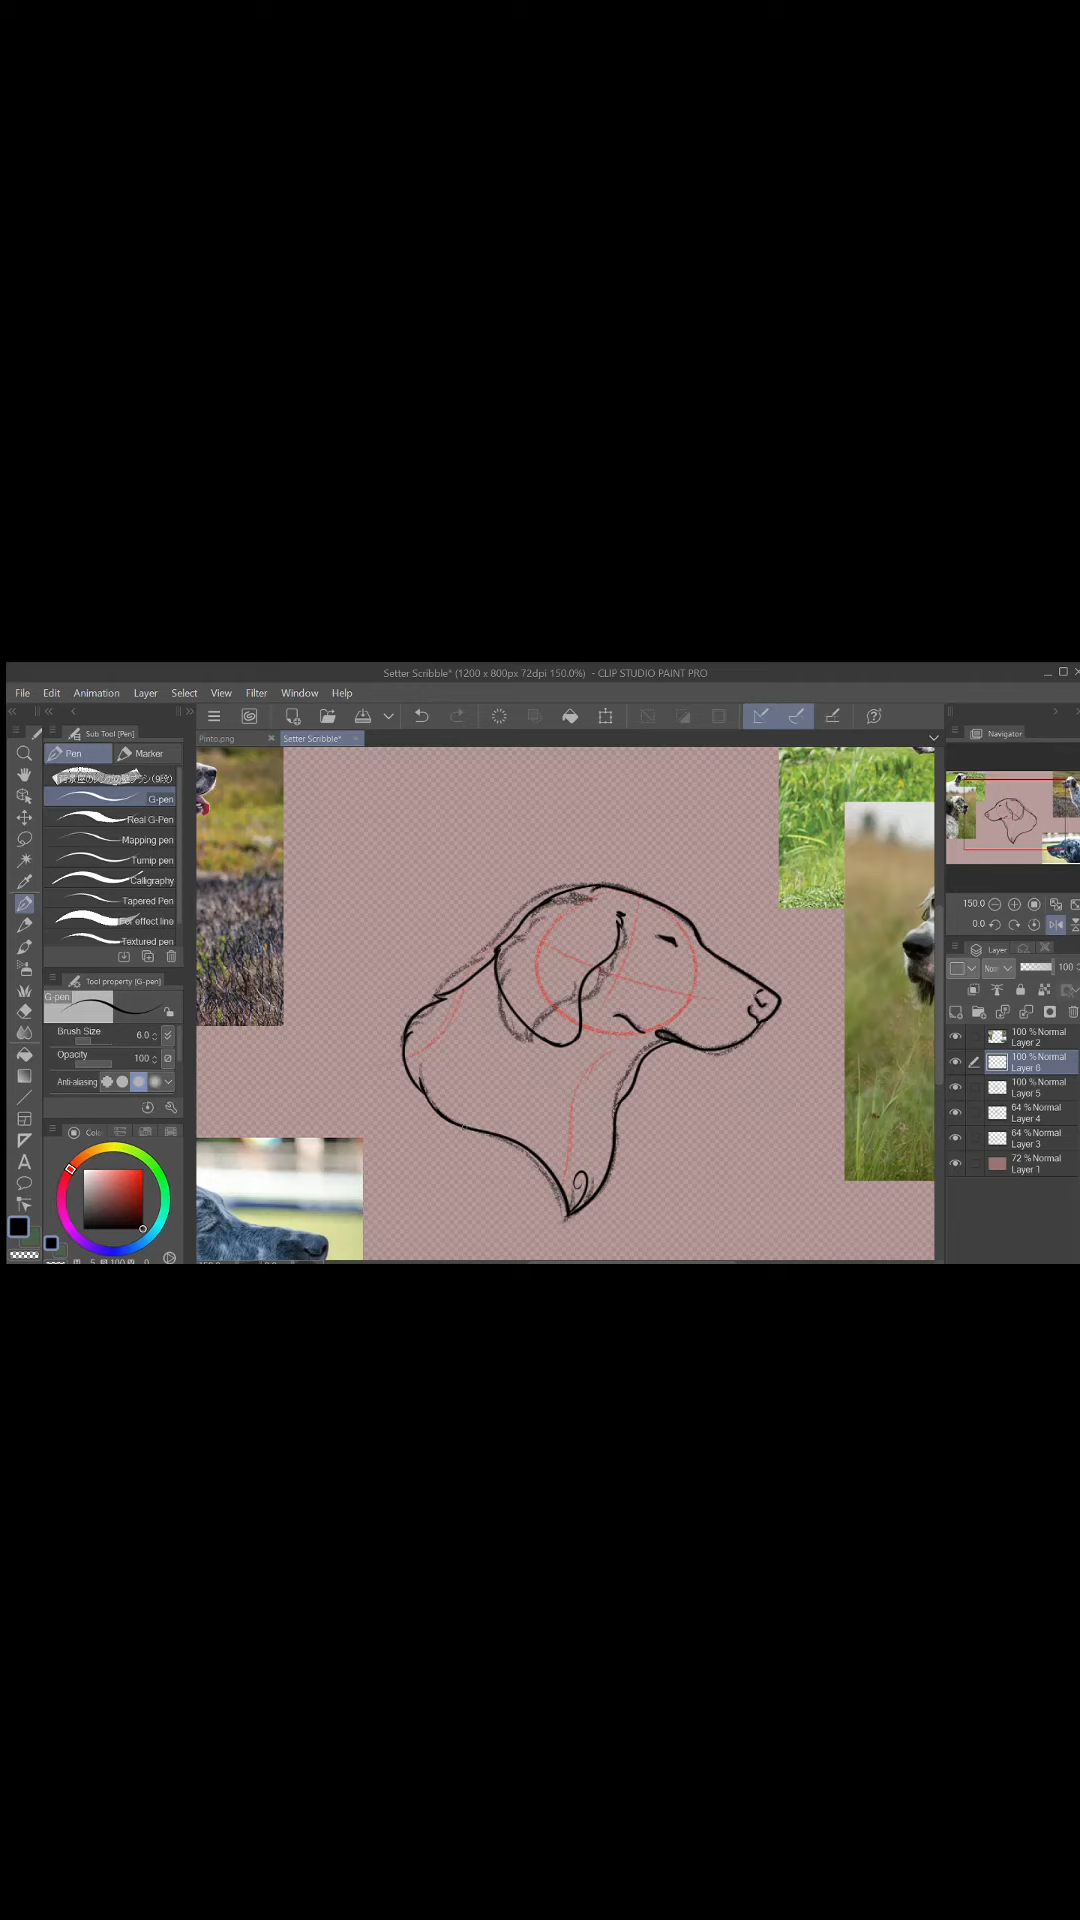 Setter Scribble* (1200 x 800px 72dpi 150.0%) - CLIP STUDIO PAINT PRO
File Edit Animation Layer Select View Filter Window Help
Sub Tool [Pen]
Pinto.png
Setter Scribble*
Navigator
Pen
Marker
G-pen
Real G-Pen
Mapping pen
Turnip pen
Calligraphy
Tapered Pen
For effect line
Textured pen
150.0
0.0
Layer
100
Tool property [G-pen]
G-pen
Brush Size 6.0
Opacity 100
Anti-aliasing
100 % Normal
Layer 2
100 % Normal
Layer 6
100 % Normal
Layer 5
64 % Normal
Layer 4
64 % Normal
Layer 3
72 % Normal
Layer 1